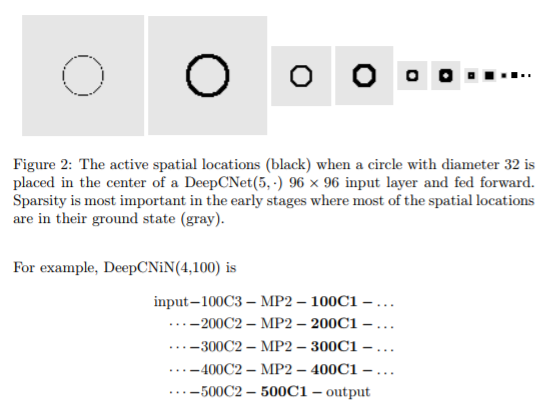 Figure 2: The active spatial locations (black) when a circle with diameter 32 is
placed in the center of a DeepCNet(5, ·) 96 × 96 input layer and fed forward.
Sparsity is most important in the early stages where most of the spatial locations
are in their ground state (gray).
For example, DeepCNiN(4,100) is
input−100C3 − MP2 − 100C1 − . . .
· · · −200C2 − MP2 − 200C1 − . . .
· · · −300C2 − MP2 − 300C1 − . . .
· · · −400C2 − MP2 − 400C1 − . . .
· · · −500C2 − 500C1 − output